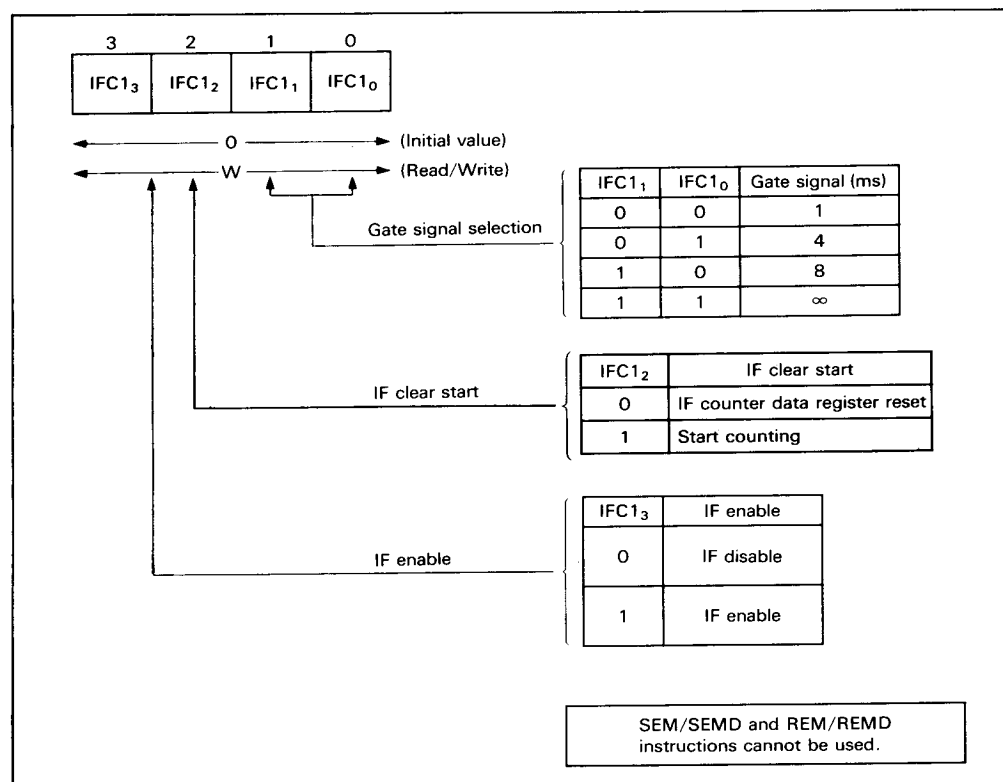 3 2 1 0
IFC1₃ IFC1₂ IFC1₁ IFC1₀
0 (Initial value)
W (Read/Write)
Gate signal selection
IFC1₁ IFC1₀ Gate signal (ms)
0 0 1
0 1 4
1 0 8
1 1 ∞
IF clear start
IFC1₂ IF clear start
0 IF counter data register reset
1 Start counting
IF enable
IFC1₃ IF enable
0 IF disable
1 IF enable
SEM/SEMD and REM/REMD
instructions cannot be used.